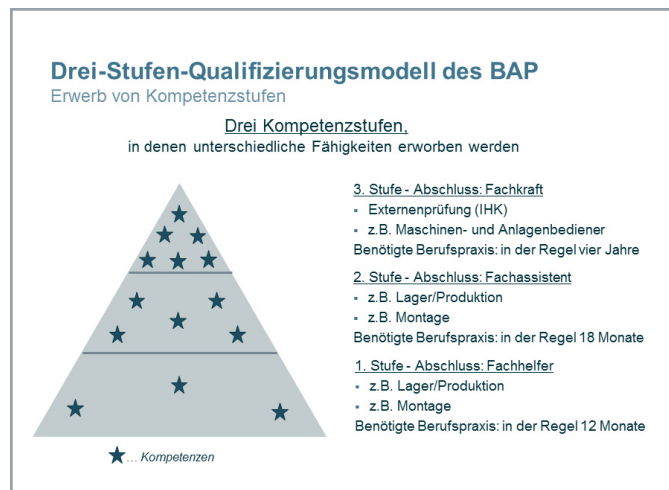 Drei-Stufen-Qualifizierungsmodell des BAP
Erwerb von Kompetenzstufen
Drei Kompetenzstufen,
in denen unterschiedliche Fähigkeiten erworben werden
3. Stufe - Abschluss: Fachkraft
▪ Externenprüfung (IHK)
▪ z.B. Maschinen- und Anlagenbediener
Benötigte Berufspraxis: in der Regel vier Jahre
2. Stufe - Abschluss: Fachassistent
▪ z.B. Lager/Produktion
▪ z.B. Montage
Benötigte Berufspraxis: in der Regel 18 Monate
1. Stufe - Abschluss: Fachhelfer
▪ z.B. Lager/Produktion
▪ z.B. Montage
Benötigte Berufspraxis: in der Regel 12 Monate
... Kompetenzen